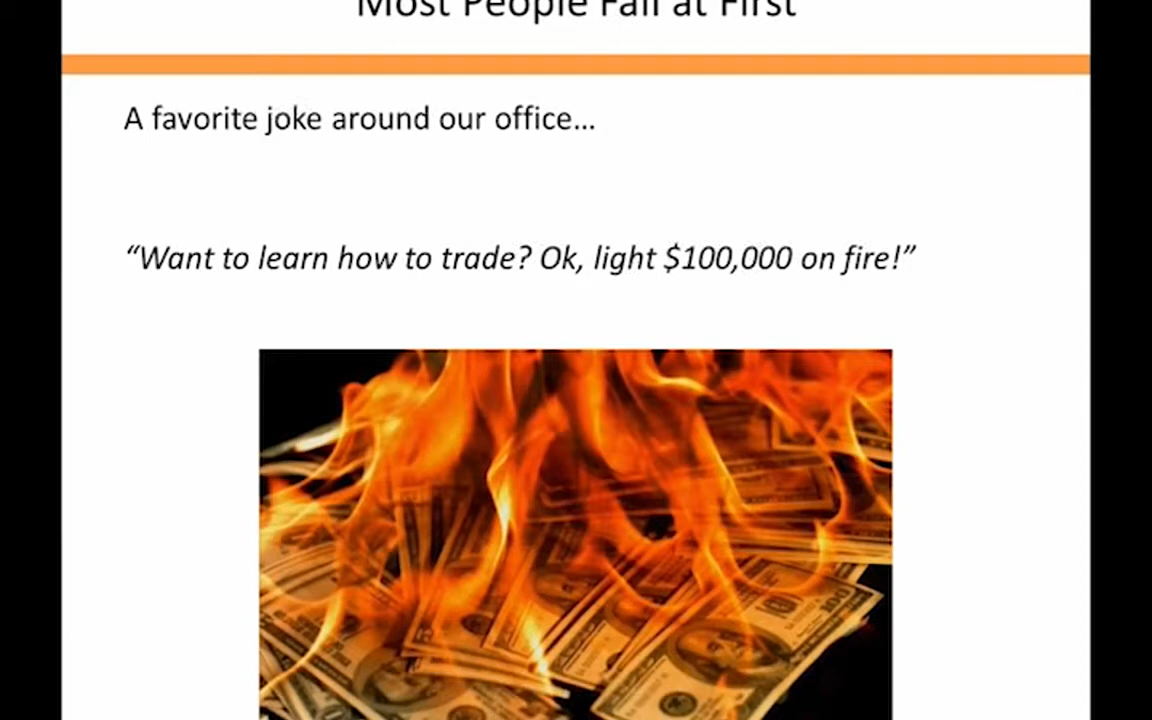 Most People Fail at First
A favorite joke around our office...
“Want to learn how to trade? Ok, light $100,000 on fire!”
100